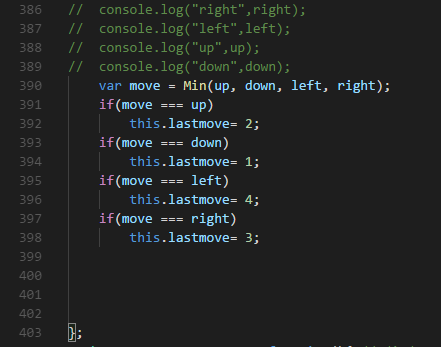 386 //  console.log("right",right);
387 //  console.log("left",left);
388 //  console.log("up",up);
389 //  console.log("down",down);
390     var move = Min(up, down, left, right);
391     if(move === up)
392         this.lastmove= 2;
393     if(move === down)
394         this.lastmove= 1;
395     if(move === left)
396         this.lastmove= 4;
397     if(move === right)
398         this.lastmove= 3;
399
400
401
402
403 };